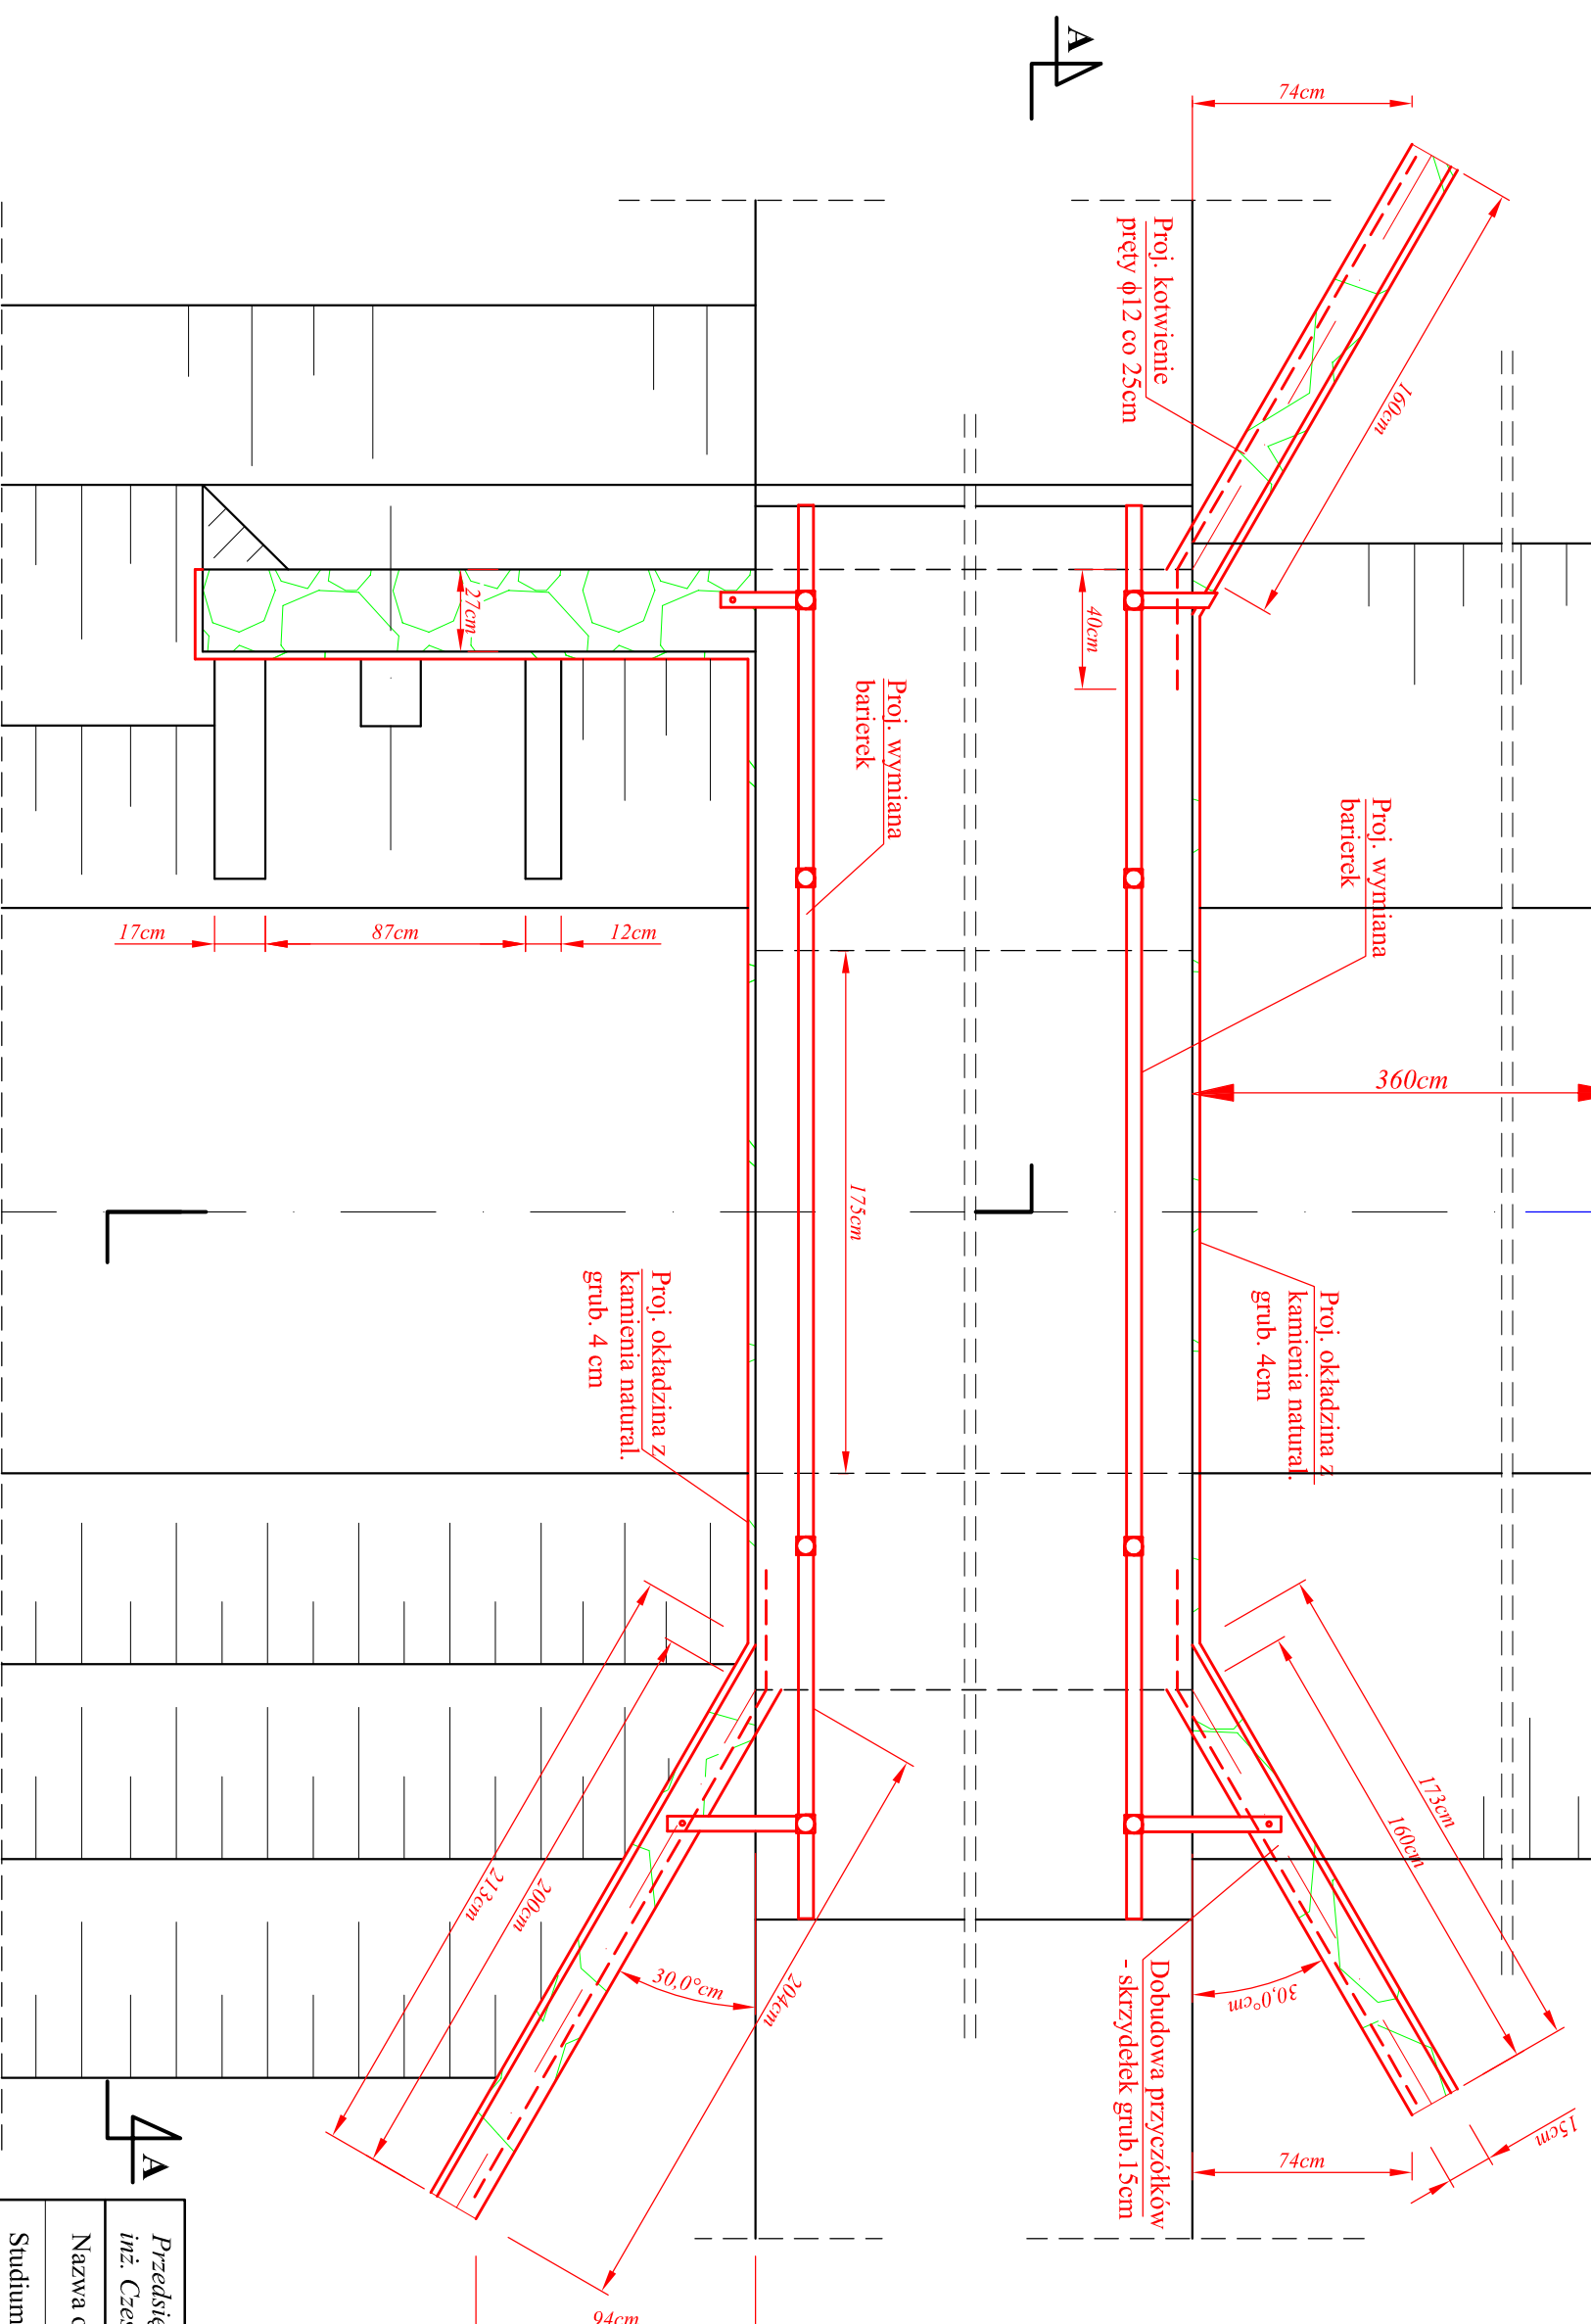 A
74cm
160cm
Proj. kotwienie
pręty ϕ12 co 25cm
27cm
40cm
Proj. wymiana
barierek
Proj. wymiana
barierek
17cm
87cm
12cm
360cm
175cm
Proj. okładzina z
kamienia natural.
grub. 4 cm
Proj. okładzina z
kamienia natural.
grub. 4cm
173cm
160cm
213cm
200cm
204cm
30,0°cm
30,0°cm
Dobudowa przyczółków
- skrzydełek grub.15cm
15cm
74cm
A
94cm
Przedsię
inż. Czes
Nazwa
Studium